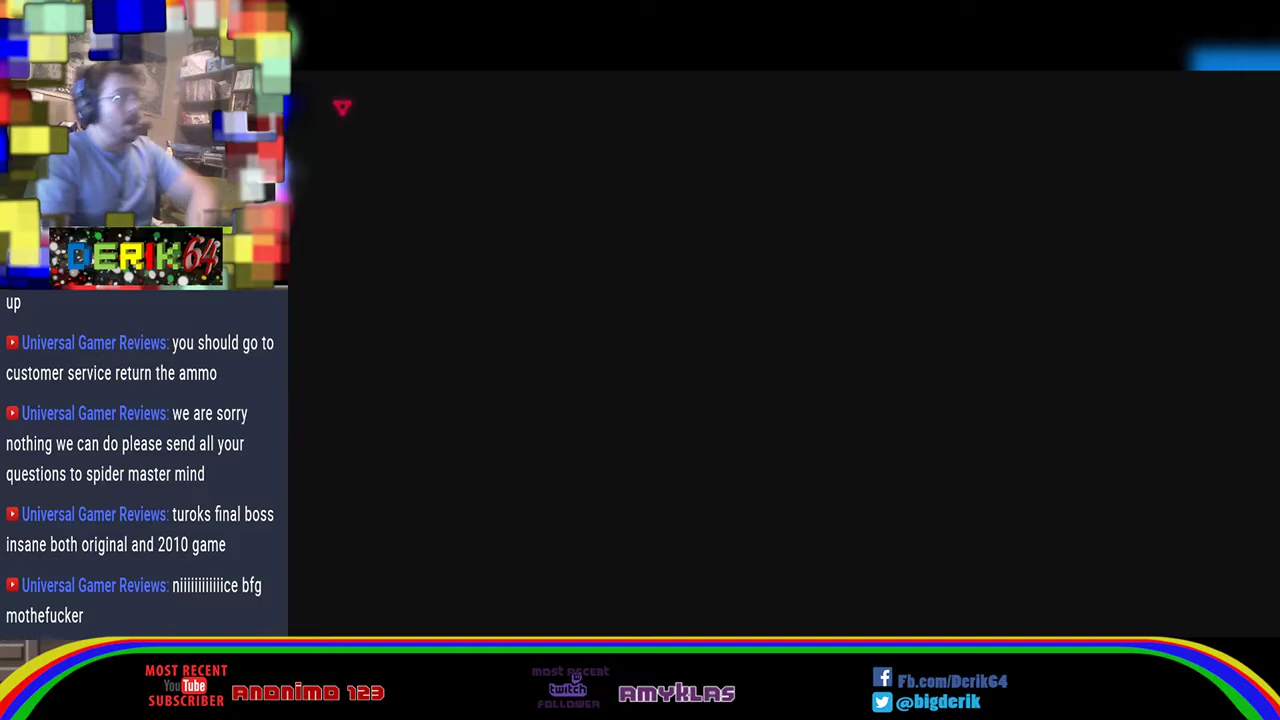 DERIK64
up
Universal Gamer Reviews: you should go to
customer service return the ammo
Universal Gamer Reviews: we are sorry
nothing we can do please send all your
questions to spider master mind
Universal Gamer Reviews: turoks final boss
insane both original and 2010 game
Universal Gamer Reviews: niiiiiiiiiiiice bfg
mothefucker
MOST RECENT
YouTube
SUBSCRIBER
ANONIMO 123
MOST RECENT
twitch
FOLLOWER
AMYKLAS
Fb.com/Derik64
@bigderik